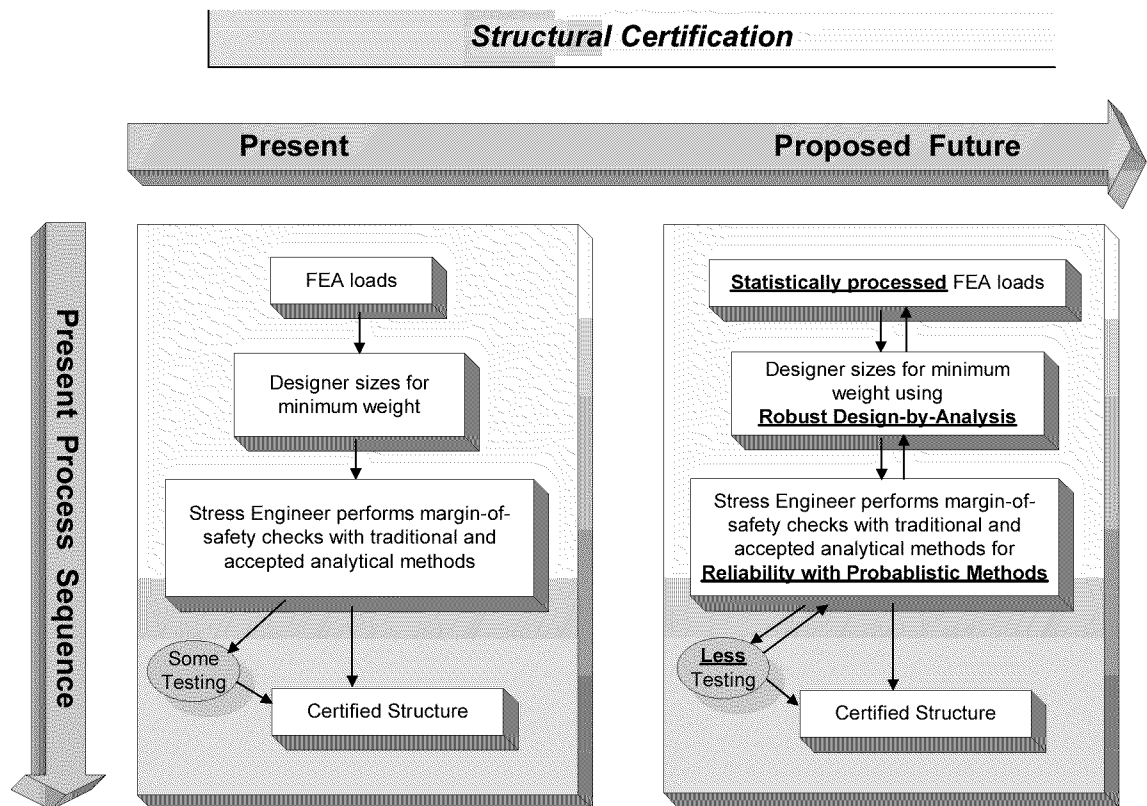 Structural Certification
Present
Proposed Future
Present Process Sequence
FEA loads
Designer sizes for
minimum weight
Stress Engineer performs margin-of-
safety checks with traditional and
accepted analytical methods
Some
Testing
Certified Structure
Statistically processed FEA loads
Designer sizes for minimum
weight using
Robust Design-by-Analysis
Stress Engineer performs margin-of-
safety checks with traditional and
accepted analytical methods for
Reliability with Probablistic Methods
Less
Testing
Certified Structure